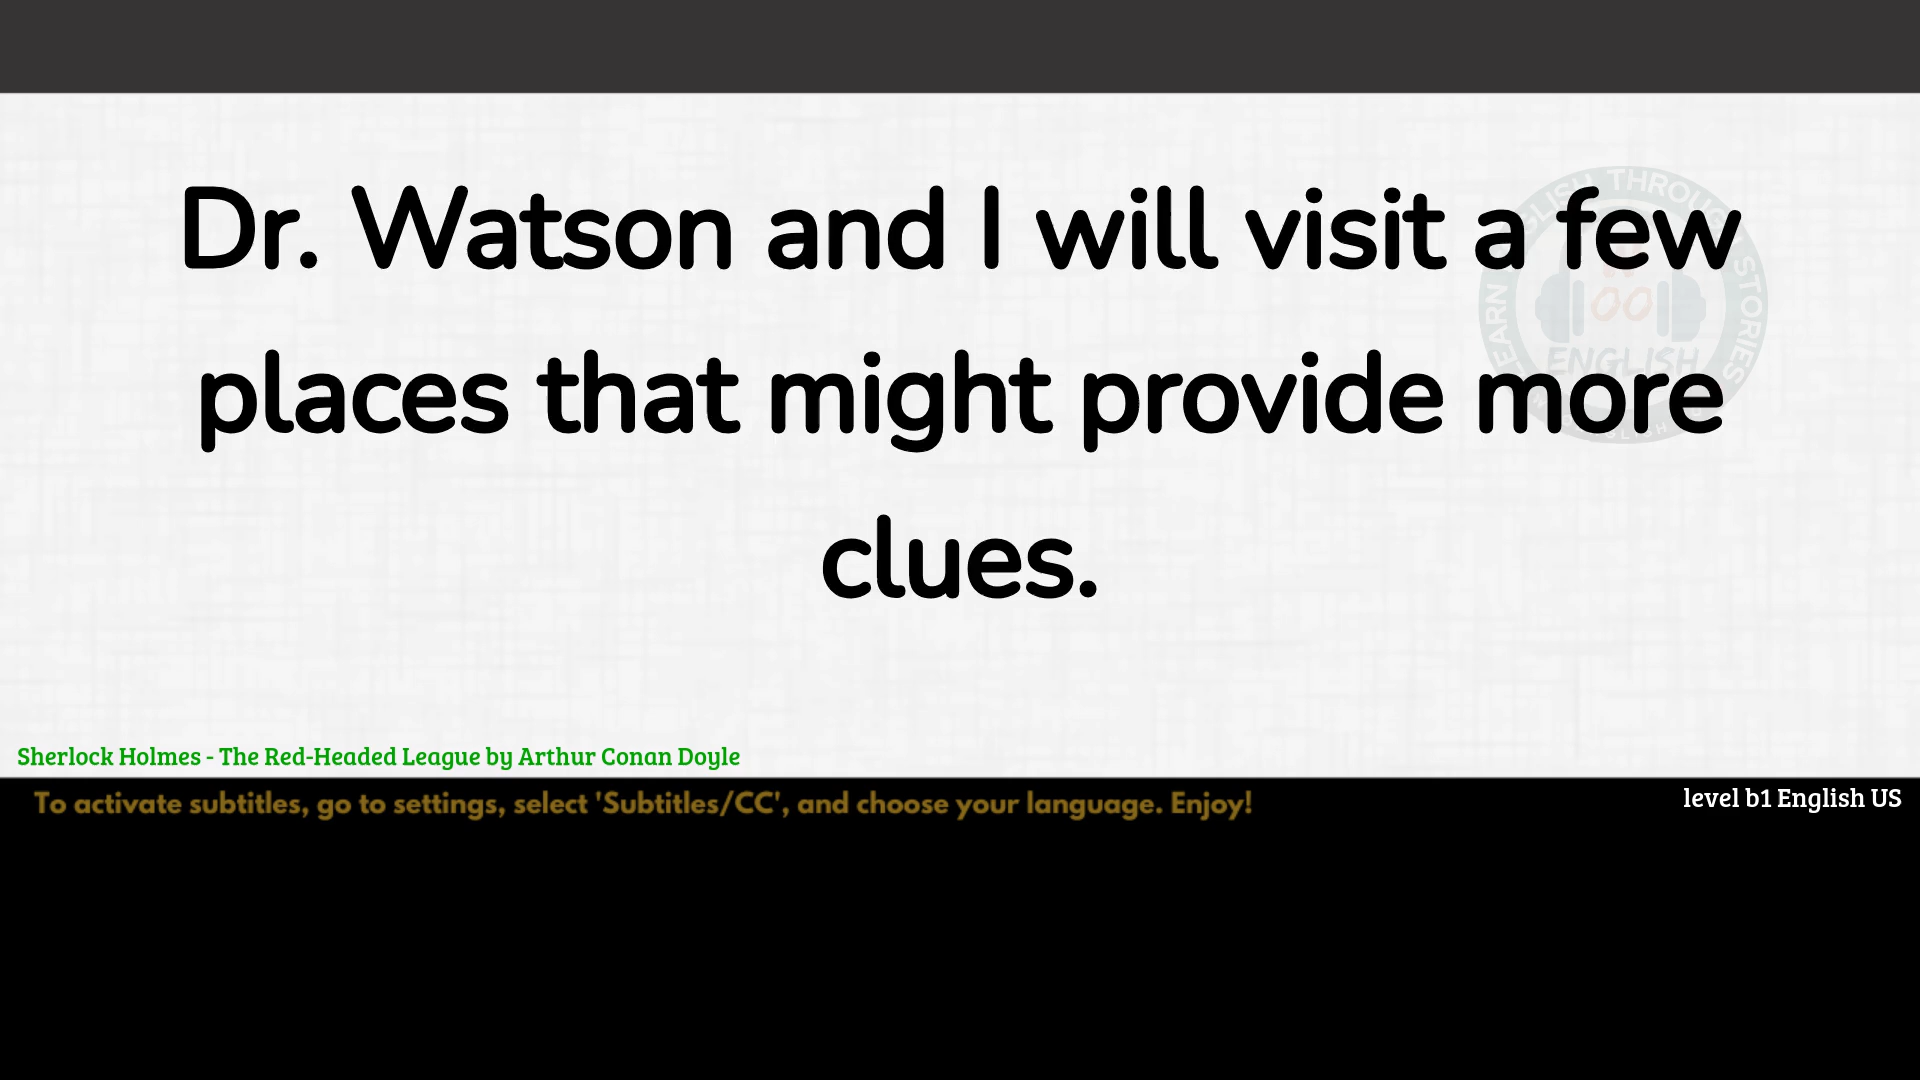 Dr. Watson and I will visit a few
places that might provide more
clues.
ENGLISH
Sherlock Holmes - The Red-Headed League by Arthur Conan Doyle
To activate subtitles, go to settings, select 'Subtitles/CC', and choose your language. Enjoy!
level b1 English US